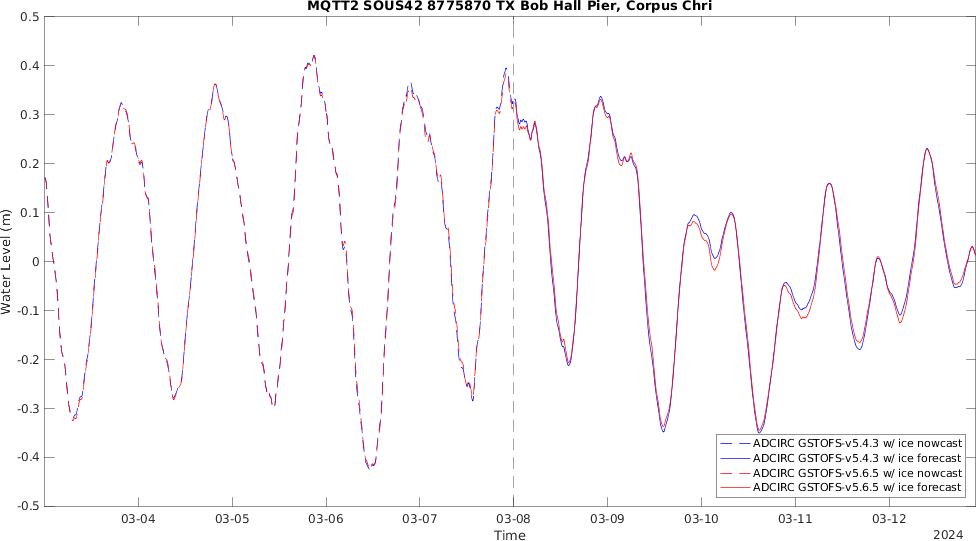 MQTT2 SOUS42 8775870 TX Bob Hall Pier, Corpus Chri
0.5
0.4
0.3
0.2
0.1
0
-0.1
-0.2
-0.3
-0.4
-0.5
Water Level (m)
ADCIRC GSTOFS-v5.4.3 w/ ice nowcast
ADCIRC GSTOFS-v5.4.3 w/ ice forecast
ADCIRC GSTOFS-v5.6.5 w/ ice nowcast
ADCIRC GSTOFS-v5.6.5 w/ ice forecast
03-04 03-05 03-06 03-07 03-08 03-09 03-10 03-11 03-12
Time
2024